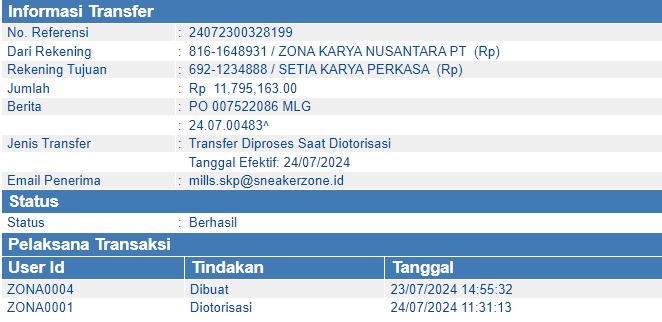 Informasi Transfer
No. Referensi : 24072300328199
Dari Rekening : 816-1648931 / ZONA KARYA NUSANTARA PT (Rp)
Rekening Tujuan : 692-1234888 / SETIA KARYA PERKASA (Rp)
Jumlah : Rp 11,795,163.00
Berita : PO 007522086 MLG
: 24.07.00483^
Jenis Transfer : Transfer Diproses Saat Diotorisasi
Tanggal Efektif: 24/07/2024
Email Penerima : mills.skp@sneakerzone.id
Status
Status : Berhasil
Pelaksana Transaksi
User Id Tindakan Tanggal
ZONA0004 Dibuat 23/07/2024 14:55:32
ZONA0001 Diotorisasi 24/07/2024 11:31:13